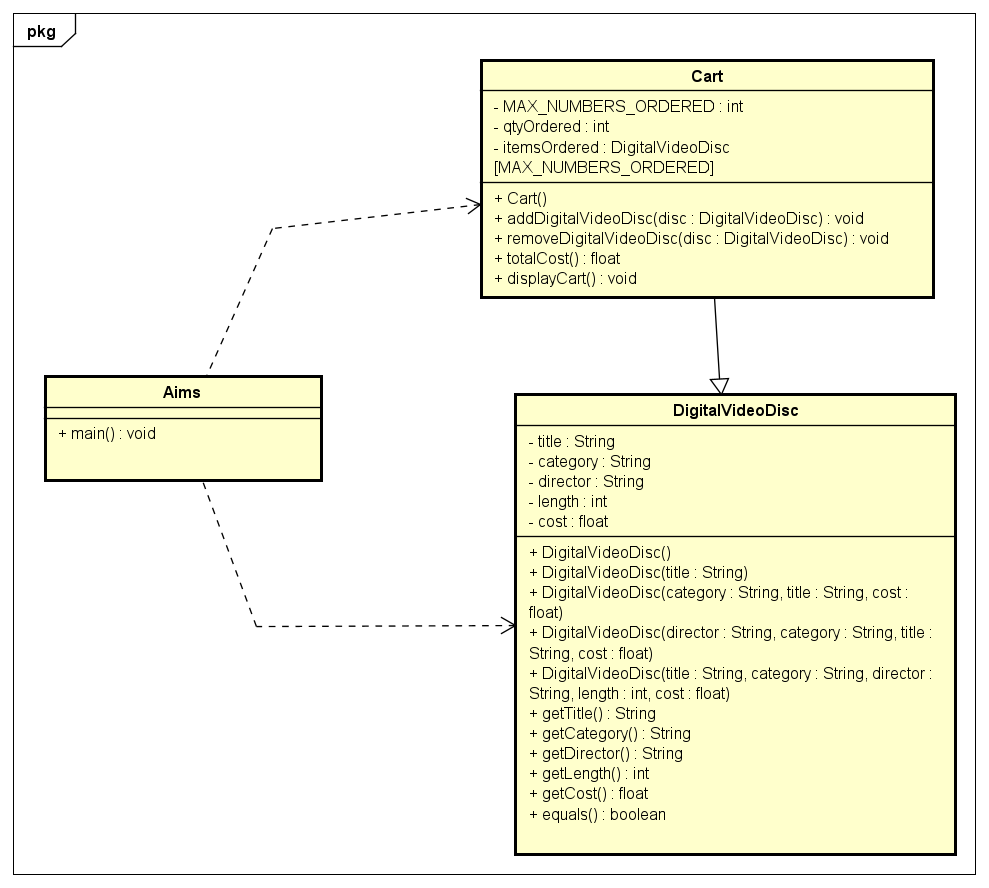 pkg
Cart
- MAX_NUMBERS_ORDERED : int
- qtyOrdered : int
- itemsOrdered : DigitalVideoDisc
[MAX_NUMBERS_ORDERED]
+ Cart()
+ addDigitalVideoDisc(disc : DigitalVideoDisc) : void
+ removeDigitalVideoDisc(disc : DigitalVideoDisc) : void
+ totalCost() : float
+ displayCart() : void
Aims
+ main() : void
DigitalVideoDisc
- title : String
- category : String
- director : String
- length : int
- cost : float
+ DigitalVideoDisc()
+ DigitalVideoDisc(title : String)
+ DigitalVideoDisc(category : String, title : String, cost :
float)
+ DigitalVideoDisc(director : String, category : String, title :
String, cost : float)
+ DigitalVideoDisc(title : String, category : String, director :
String, length : int, cost : float)
+ getTitle() : String
+ getCategory() : String
+ getDirector() : String
+ getLength() : int
+ getCost() : float
+ equals() : boolean